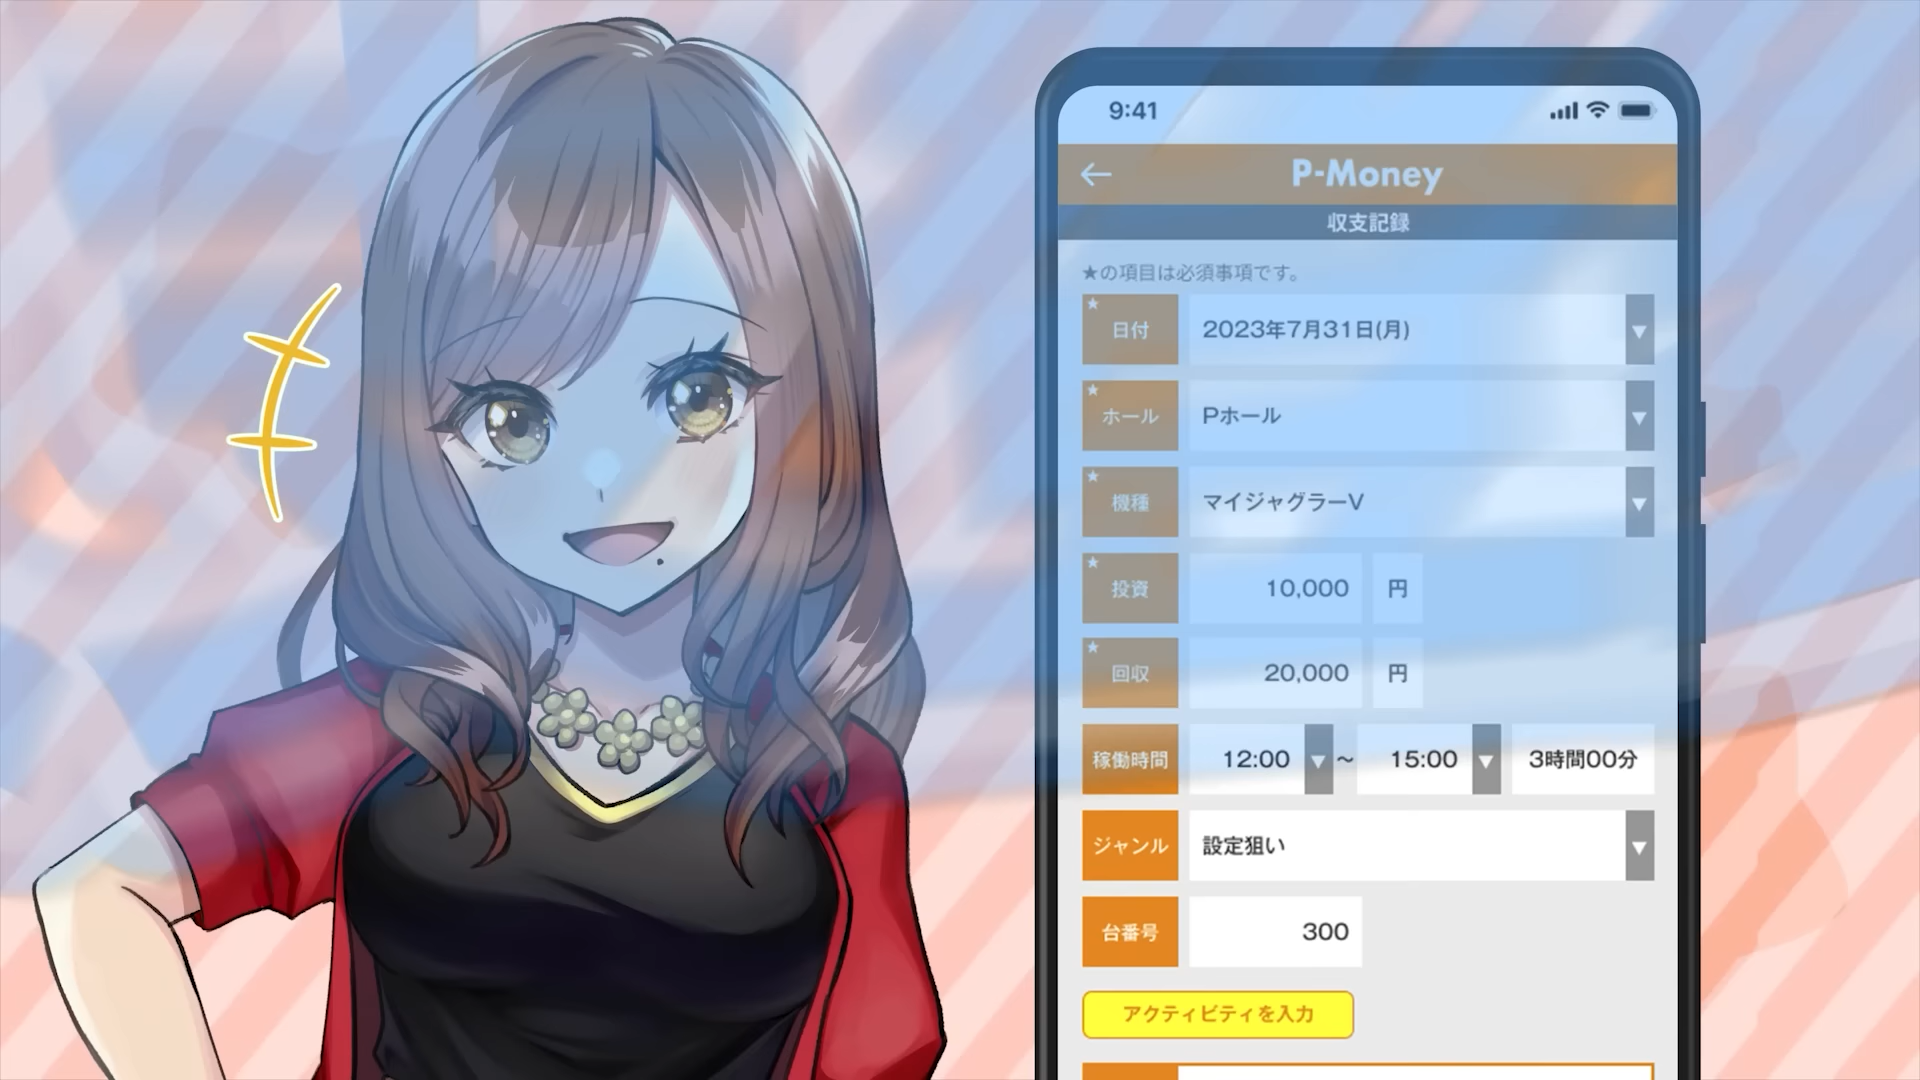 9:41
P-Money
収支記録
★の項目は必須事項です。
★日付 2023年7月31日(月) ▼
★ホール Pホール ▼
★機種 マイジャグラーV ▼
★投資 10,000 円
★回収 20,000 円
稼働時間 12:00 ▼ ~ 15:00 ▼ 3時間00分
ジャンル 設定狙い ▼
台番号 300
アクティビティを入力